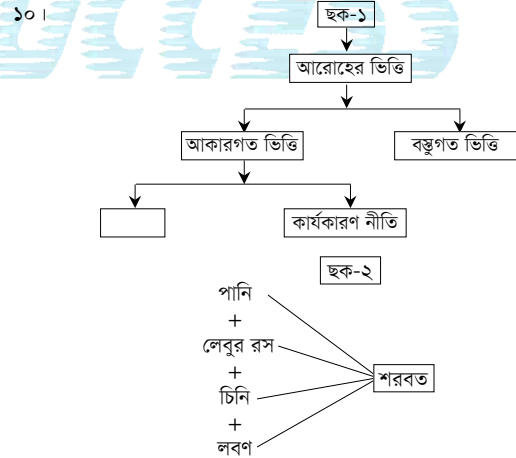 ১০।
ছক-১
আরোহের ভিত্তি
আকারগত ভিত্তি
বস্তুগত ভিত্তি
কার্যকারণ নীতি
ছক-২
পানি
+
লেবুর রস
+
চিনি
+
লবণ
শরবত